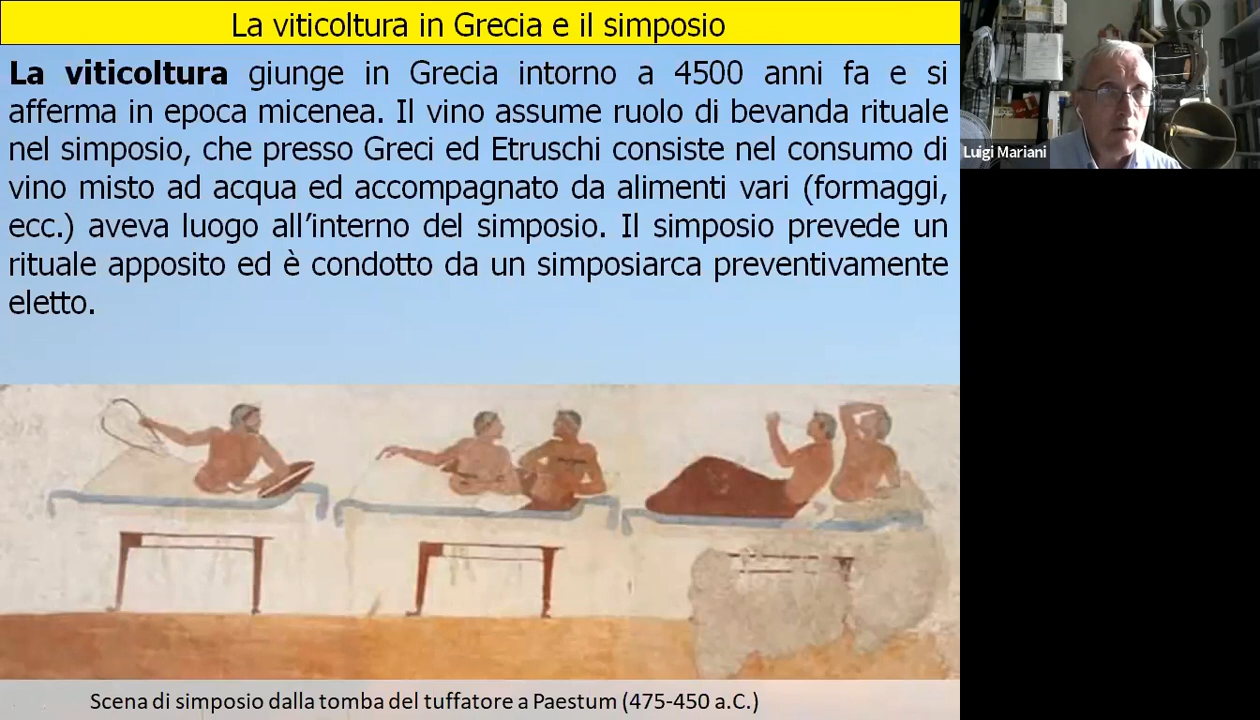 La viticoltura in Grecia e il simposio
La viticoltura giunge in Grecia intorno a 4500 anni fa e si
afferma in epoca micenea. Il vino assume ruolo di bevanda rituale
nel simposio, che presso Greci ed Etruschi consiste nel consumo di
vino misto ad acqua ed accompagnato da alimenti vari (formaggi,
ecc.) aveva luogo all’interno del simposio. Il simposio prevede un
rituale apposito ed è condotto da un simposiarca preventivamente
eletto.
Luigi Mariani
Scena di simposio dalla tomba del tuffatore a Paestum (475-450 a.C.)